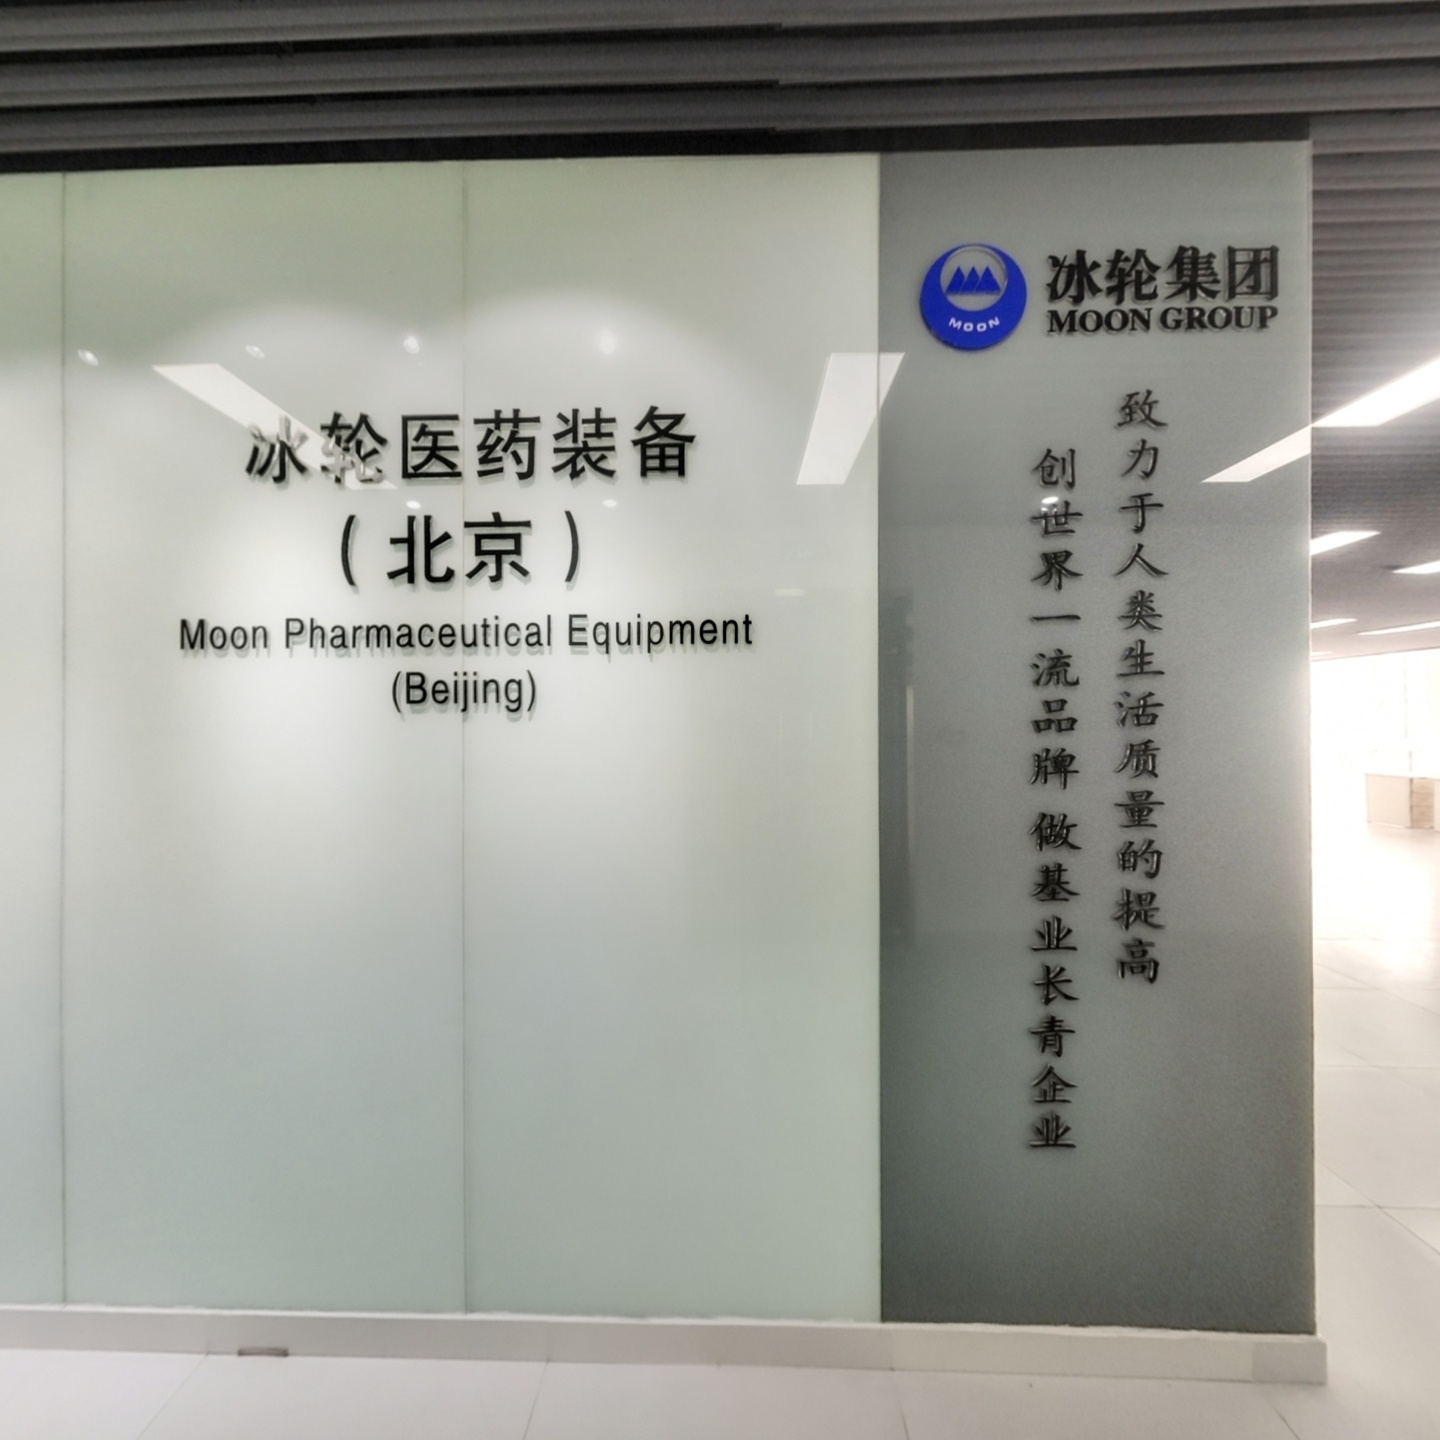 冰轮医药装备
（北京）
Moon Pharmaceutical Equipment
(Beijing)
MOON
冰轮集团
MOON GROUP
致力于人类生活质量的提高
创世界一流品牌 做基业长青企业